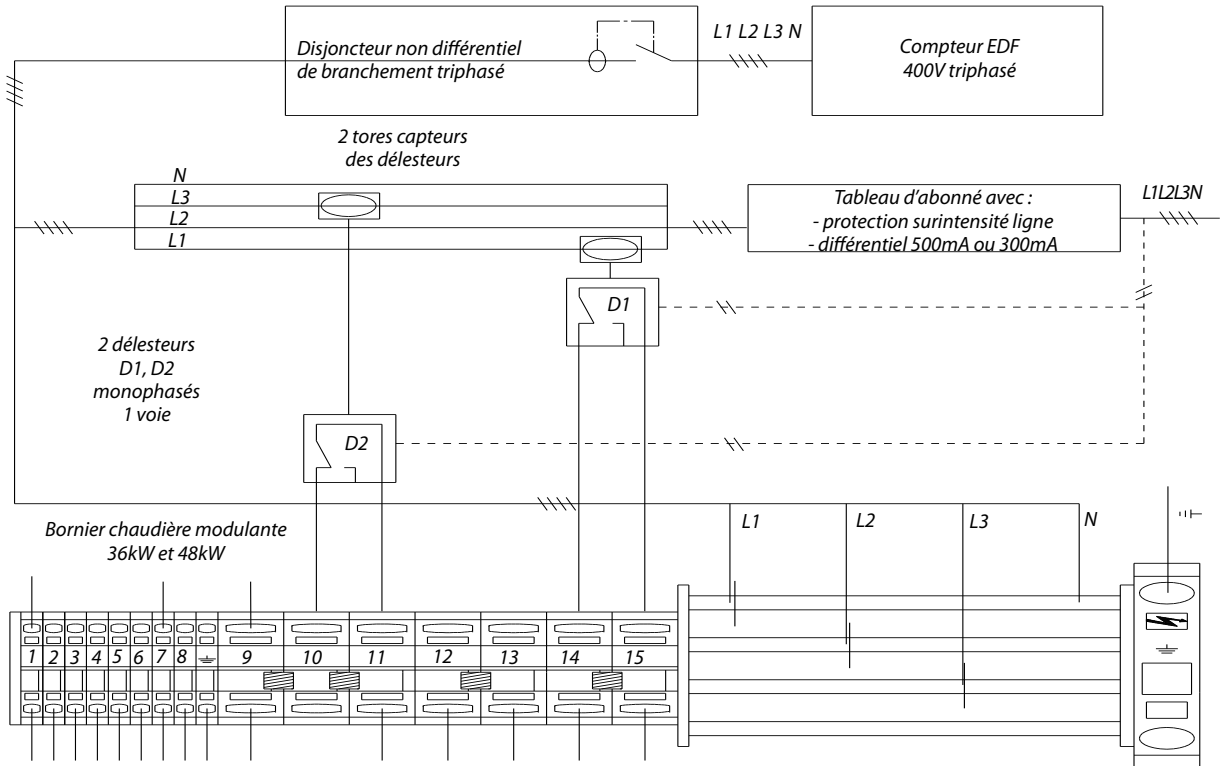 Disjoncteur non différentiel
de branchement triphasé
L1 L2 L3 N
Compteur EDF
400V triphasé
2 tores capteurs
des délesteurs
N
L3
L2
L1
Tableau d'abonné avec :
- protection surintensité ligne
- différentiel 500mA ou 300mA
L1L2L3N
D1
2 délesteurs
D1, D2
monophasés
1 voie
D2
Bornier chaudière modulante
36kW et 48kW
L1
L2
L3
N
1 2 3 4 5 6 7 8 9 10 11 12 13 14 15